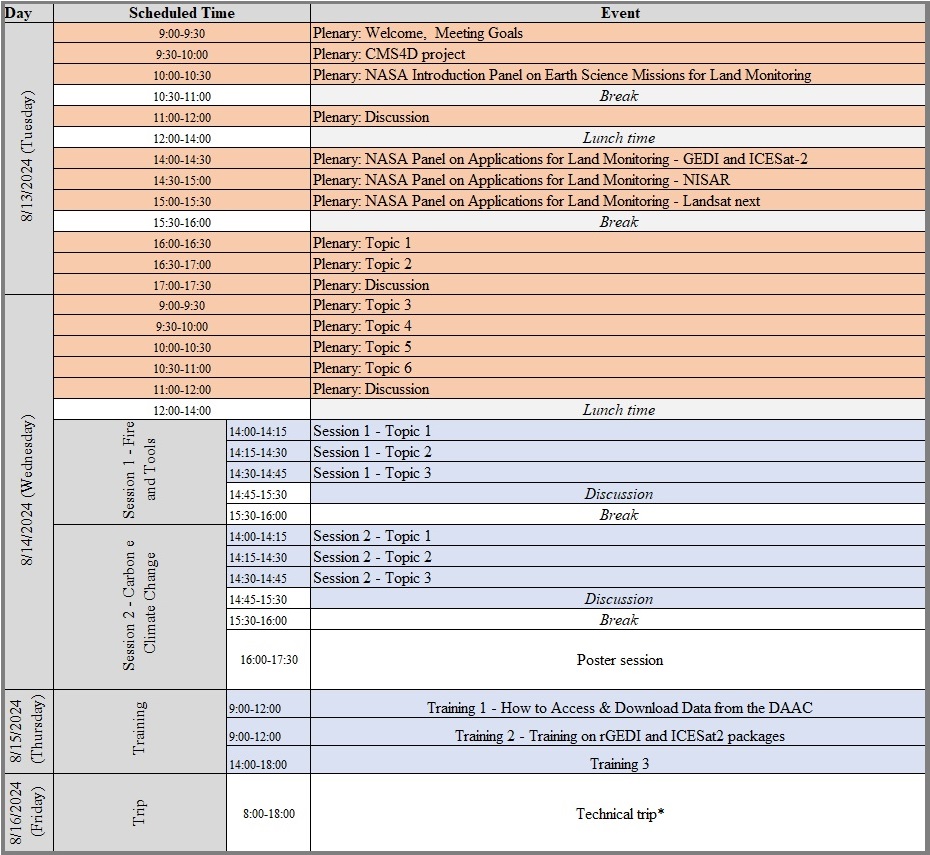 Day Scheduled Time Event
8/13/2024 (Tuesday)
9:00-9:30 Plenary: Welcome, Meeting Goals
9:30-10:00 Plenary: CMS4D project
10:00-10:30 Plenary: NASA Introduction Panel on Earth Science Missions for Land Monitoring
10:30-11:00 Break
11:00-12:00 Plenary: Discussion
12:00-14:00 Lunch time
14:00-14:30 Plenary: NASA Panel on Applications for Land Monitoring - GEDI and ICESat-2
14:30-15:00 Plenary: NASA Panel on Applications for Land Monitoring - NISAR
15:00-15:30 Plenary: NASA Panel on Applications for Land Monitoring - Landsat next
15:30-16:00 Break
16:00-16:30 Plenary: Topic 1
16:30-17:00 Plenary: Topic 2
17:00-17:30 Plenary: Discussion
8/14/2024 (Wednesday)
9:00-9:30 Plenary: Topic 3
9:30-10:00 Plenary: Topic 4
10:00-10:30 Plenary: Topic 5
10:30-11:00 Plenary: Topic 6
11:00-12:00 Plenary: Discussion
12:00-14:00 Lunch time
Session 1 - Fire
and Tools
14:00-14:15 Session 1 - Topic 1
14:15-14:30 Session 1 - Topic 2
14:30-14:45 Session 1 - Topic 3
14:45-15:30 Discussion
15:30-16:00 Break
Session 2 - Carbon e
Climate Change
14:00-14:15 Session 2 - Topic 1
14:15-14:30 Session 2 - Topic 2
14:30-14:45 Session 2 - Topic 3
14:45-15:30 Discussion
15:30-16:00 Break
16:00-17:30 Poster session
8/15/2024
(Thursday)
Training
9:00-12:00 Training 1 - How to Access & Download Data from the DAAC
9:00-12:00 Training 2 - Training on rGEDI and ICESat2 packages
14:00-18:00 Training 3
8/16/2024
(Friday)
Trip
8:00-18:00 Technical trip*